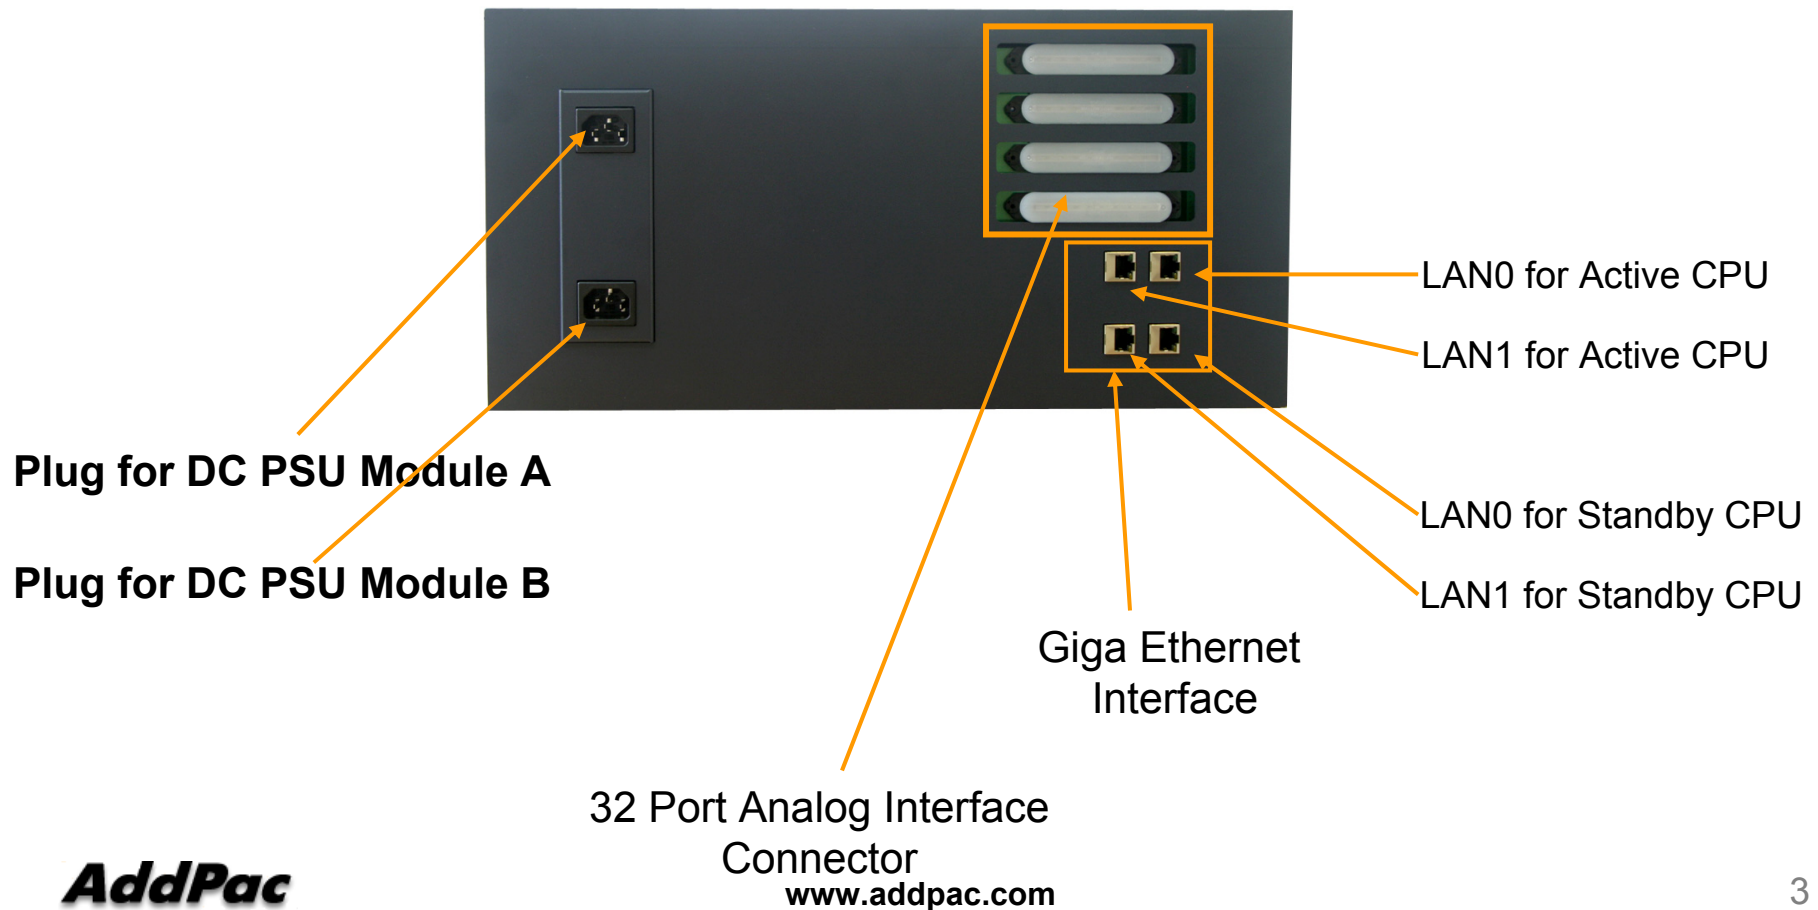 LAN0 for Active CPU
LAN1 for Active CPU
Plug for DC PSU Module A
LAN0 for Standby CPU
Plug for DC PSU Module B
LAN1 for Standby CPU
Giga Ethernet
Interface
32 Port Analog Interface
Connector
AddPac
www.addpac.com
3